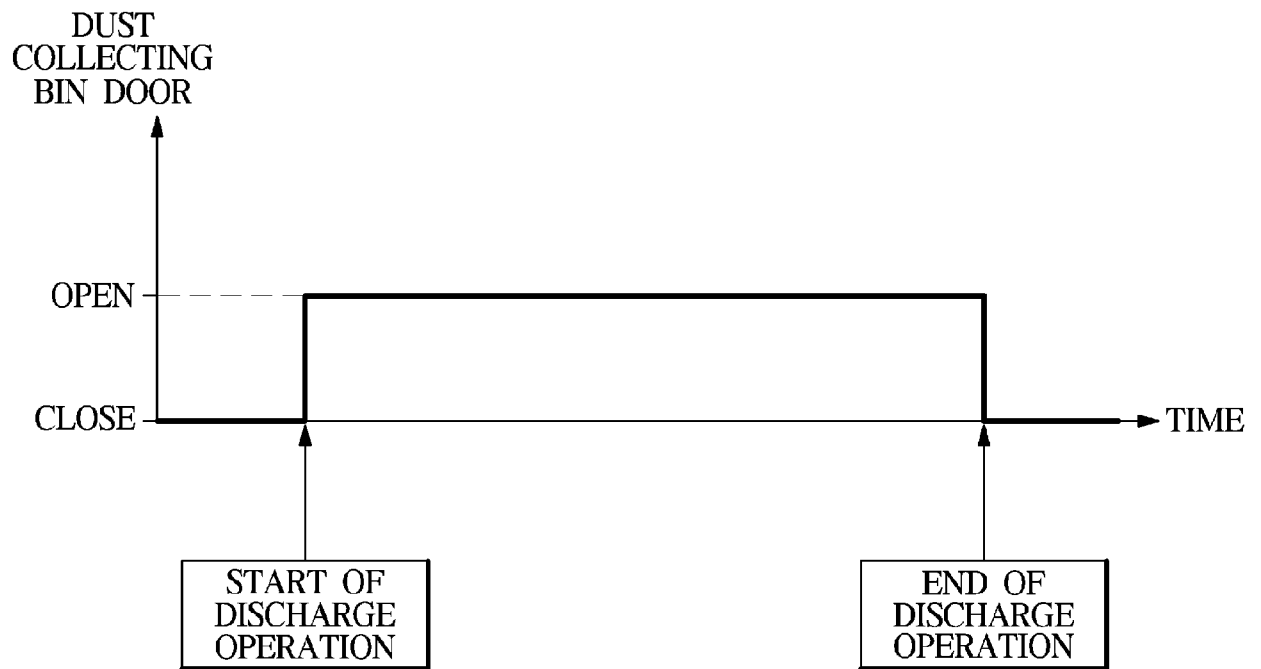 DUST
COLLECTING
BIN DOOR
OPEN
CLOSE
TIME
START OF
DISCHARGE
OPERATION
END OF
DISCHARGE
OPERATION